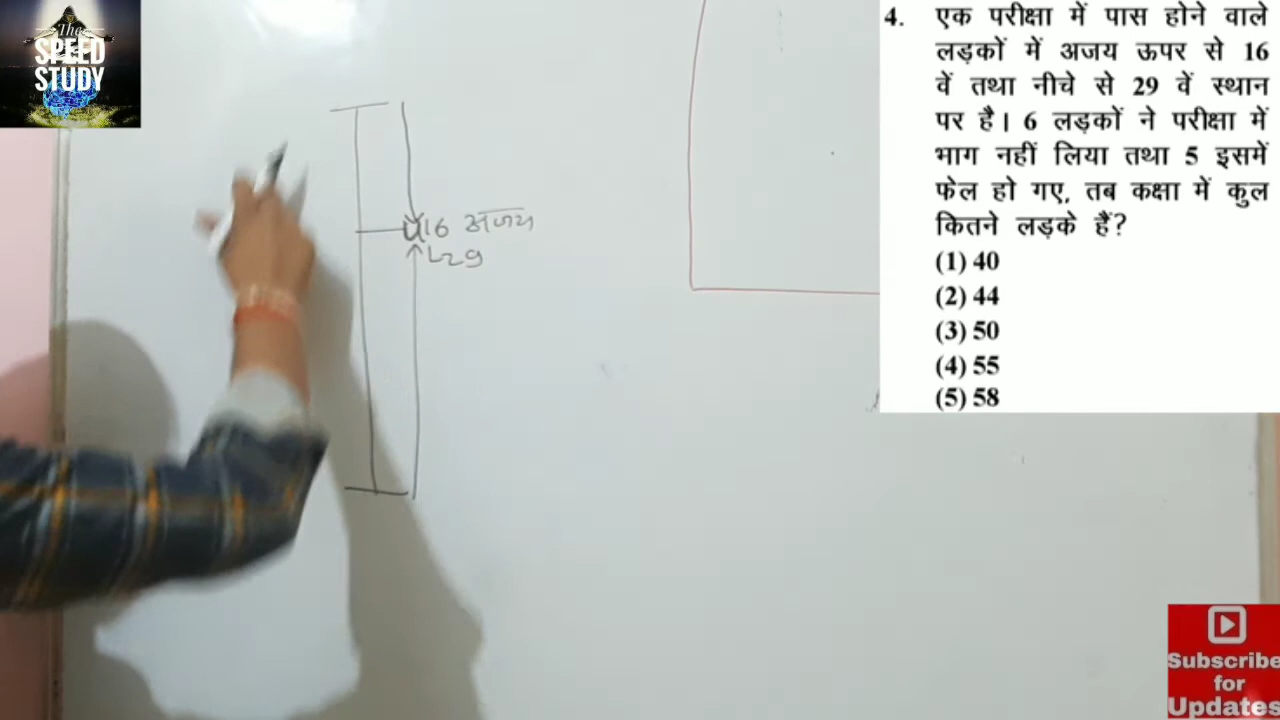 The
SPEED
STUDY
4. एक परीक्षा में पास होने वाले
लड़कों में अजय ऊपर से 16
वें तथा नीचे से 29 वें स्थान
पर है। 6 लड़कों ने परीक्षा में
भाग नहीं लिया तथा 5 इसमें
फेल हो गए, तब कक्षा में कुल
कितने लड़के हैं?
(1) 40
(2) 44
(3) 50
(4) 55
(5) 58
16 अजय
29
Subscribe
for
Updates